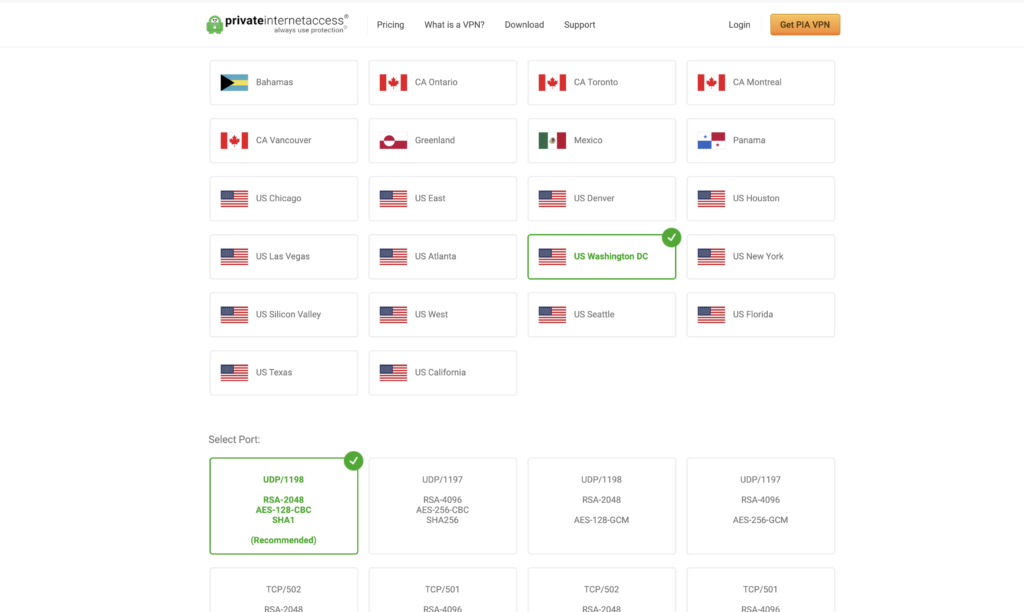 privateinternetaccess®
always use protection®
Pricing
What is a VPN?
Download
Support
Login
Get PIA VPN
Bahamas
CA Ontario
CA Toronto
CA Montreal
CA Vancouver
Greenland
Mexico
Panama
US Chicago
US East
US Denver
US Houston
US Las Vegas
US Atlanta
US Washington DC
US New York
US Silicon Valley
US West
US Seattle
US Florida
US Texas
US California
Select Port:
UDP/1198
RSA-2048
AES-128-CBC
SHA1
(Recommended)
UDP/1197
RSA-4096
AES-256-CBC
SHA256
UDP/1198
RSA-2048
AES-128-GCM
UDP/1197
RSA-4096
AES-256-GCM
TCP/502
RSA-2048
TCP/501
RSA-4096
TCP/502
RSA-2048
TCP/501
RSA-4096